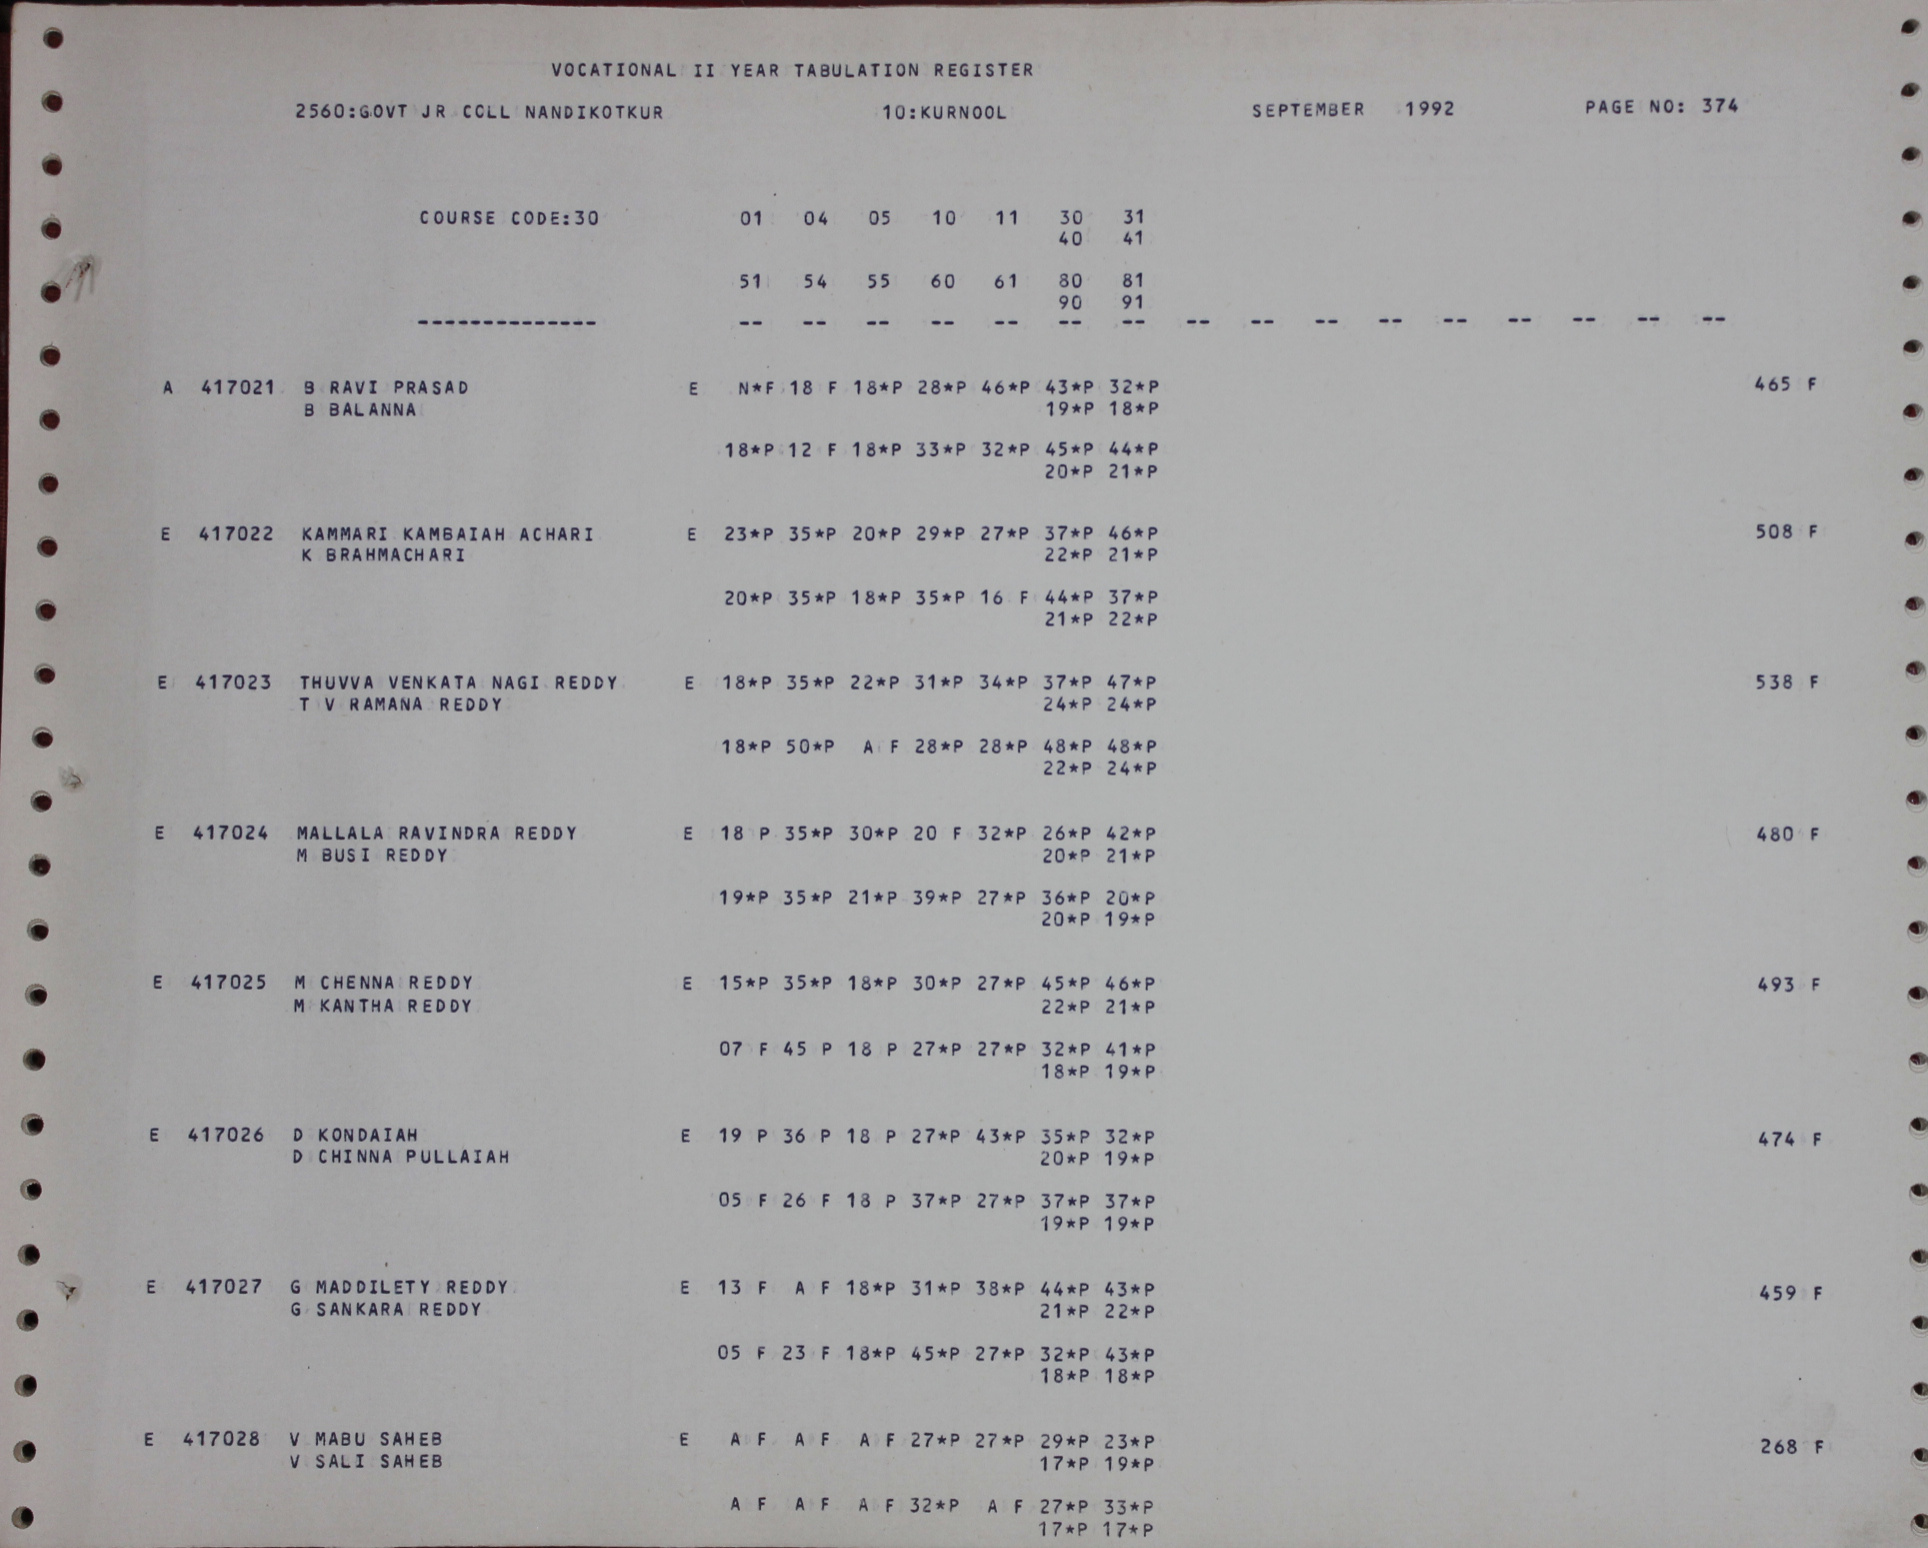 VOCATIONAL II YEAR TABULATION REGISTER
2560:GOVT JR COLL NANDIKOTKUR 10:KURNOOL SEPTEMBER 1992 PAGE NO: 374
COURSE CODE:30 01 04 05 10 11 30 31
40 41
51 54 55 60 61 80 81
90 91
-------------- -- -- -- -- -- -- -- -- -- -- -- -- -- -- -- --
A 417021 B RAVI PRASAD E N*F 18 F 18*P 28*P 46*P 43*P 32*P 465 F
B BALANNA 19*P 18*P
18*P 12 F 18*P 33*P 32*P 45*P 44*P
20*P 21*P
E 417022 KAMMARI KAMBAIAH ACHARI E 23*P 35*P 20*P 29*P 27*P 37*P 46*P 508 F
K BRAHMACHARI 22*P 21*P
20*P 35*P 18*P 35*P 16 F 44*P 37*P
21*P 22*P
E 417023 THUVVA VENKATA NAGI REDDY E 18*P 35*P 22*P 31*P 34*P 37*P 47*P 538 F
T V RAMANA REDDY 24*P 24*P
18*P 50*P A F 28*P 28*P 48*P 48*P
22*P 24*P
E 417024 MALLALA RAVINDRA REDDY E 18 P 35*P 30*P 20 F 32*P 26*P 42*P 480 F
M BUSI REDDY 20*P 21*P
19*P 35*P 21*P 39*P 27*P 36*P 20*P
20*P 19*P
E 417025 M CHENNA REDDY E 15*P 35*P 18*P 30*P 27*P 45*P 46*P 493 F
M KANTHA REDDY 22*P 21*P
07 F 45 P 18 P 27*P 27*P 32*P 41*P
18*P 19*P
E 417026 D KONDAIAH E 19 P 36 P 18 P 27*P 43*P 35*P 32*P 474 F
D CHINNA PULLAIAH 20*P 19*P
05 F 26 F 18 P 37*P 27*P 37*P 37*P
19*P 19*P
E 417027 G MADDILETY REDDY E 13 F A F 18*P 31*P 38*P 44*P 43*P 459 F
G SANKARA REDDY 21*P 22*P
05 F 23 F 18*P 45*P 27*P 32*P 43*P
18*P 18*P
E 417028 V MABU SAHEB E A F A F A F 27*P 27*P 29*P 23*P 268 F
V SALI SAHEB 17*P 19*P
A F A F A F 32*P A F 27*P 33*P
17*P 17*P